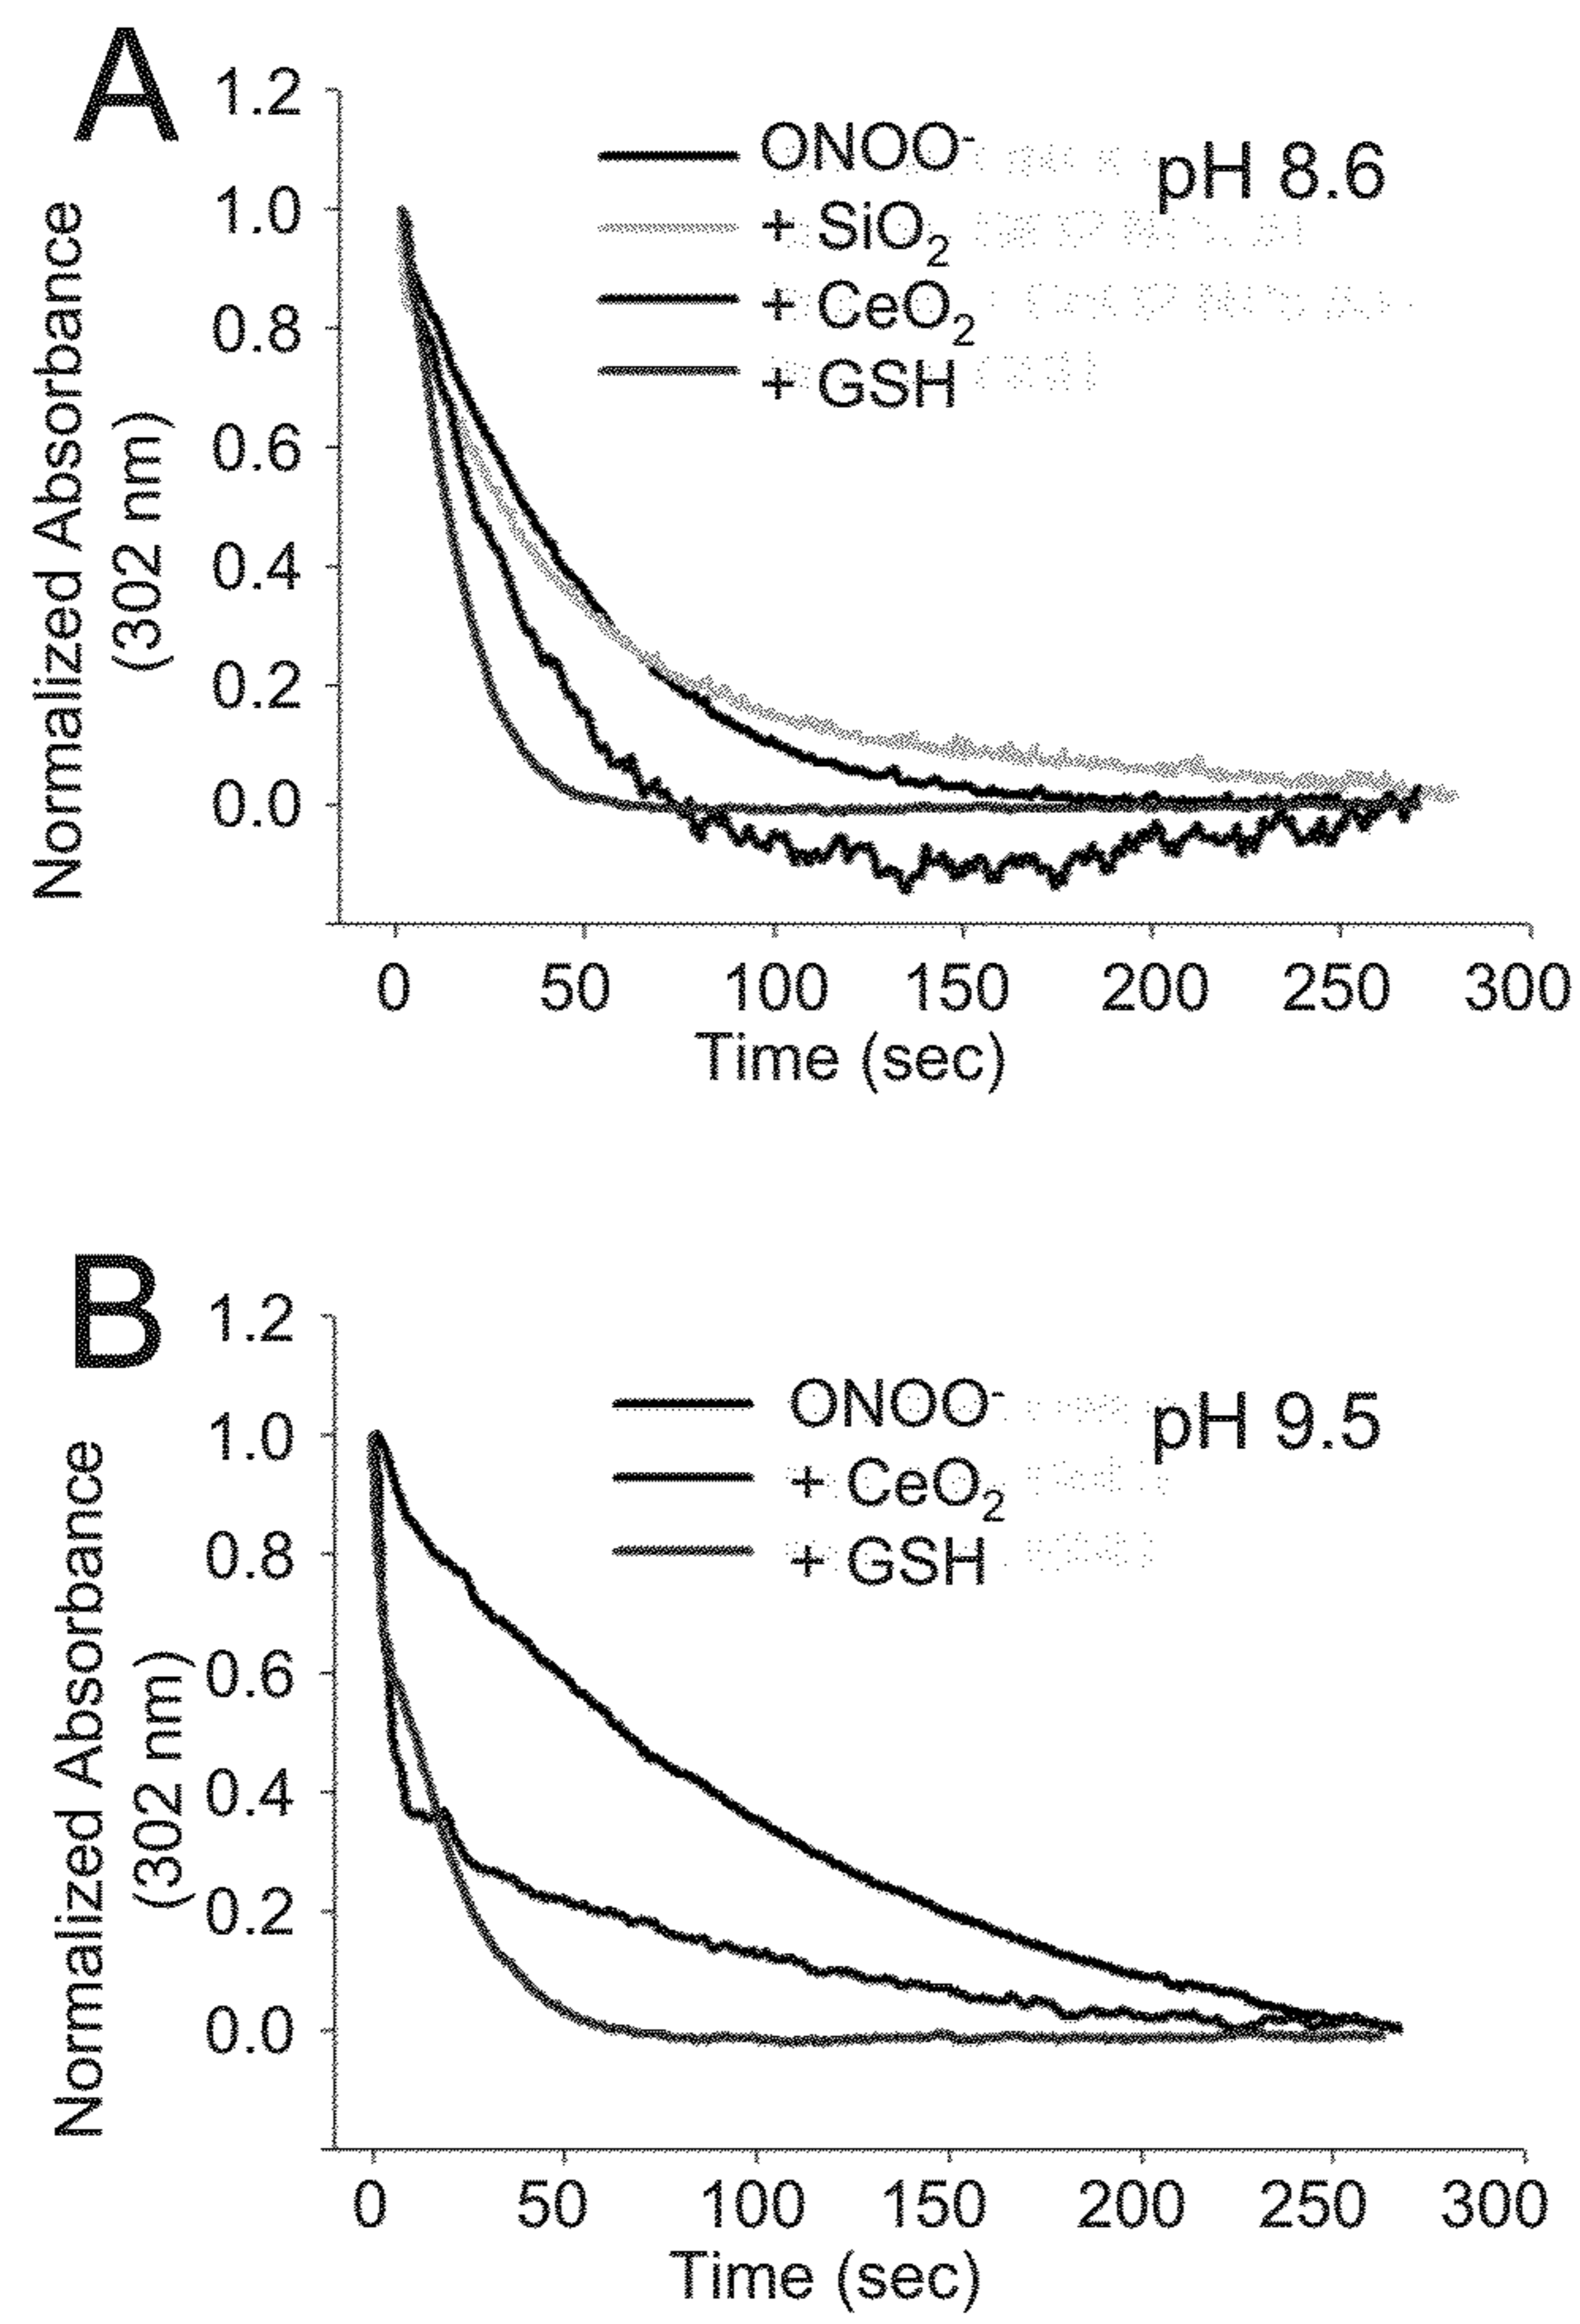 A
1.2
1.0
0.8
0.6
0.4
0.2
0.0
Normalized Absorbance
(302 nm)
ONOO⁻
+ SiO₂
+ CeO₂
+ GSH
pH 8.6
0 50 100 150 200 250 300
Time (sec)
B
1.2
1.0
0.8
0.6
0.4
0.2
0.0
Normalized Absorbance
(302 nm)
ONOO⁻
+ CeO₂
+ GSH
pH 9.5
0 50 100 150 200 250 300
Time (sec)